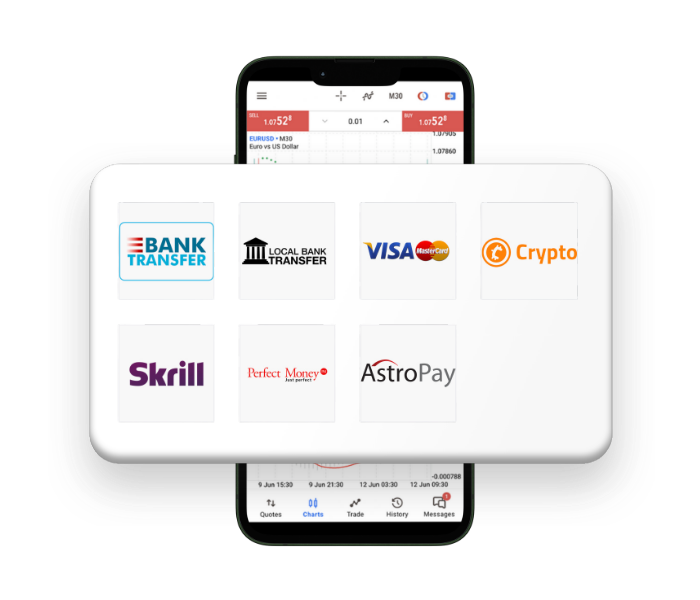 M30
SELL
1.07528
0.01
BUY
1.07528
1.07905
EURUSD • M30
Euro vs US Dollar
1.07860
BANK
TRANSFER
LOCAL BANK
TRANSFER
VISA
MasterCard
Crypto
Skrill
Perfect Money
Just perfect
AstroPay
-0.000788
9 Jun 15:30
9 Jun 21:30
12 Jun 03:30
12 Jun 09:30
1
Quotes
Charts
Trade
History
Messages